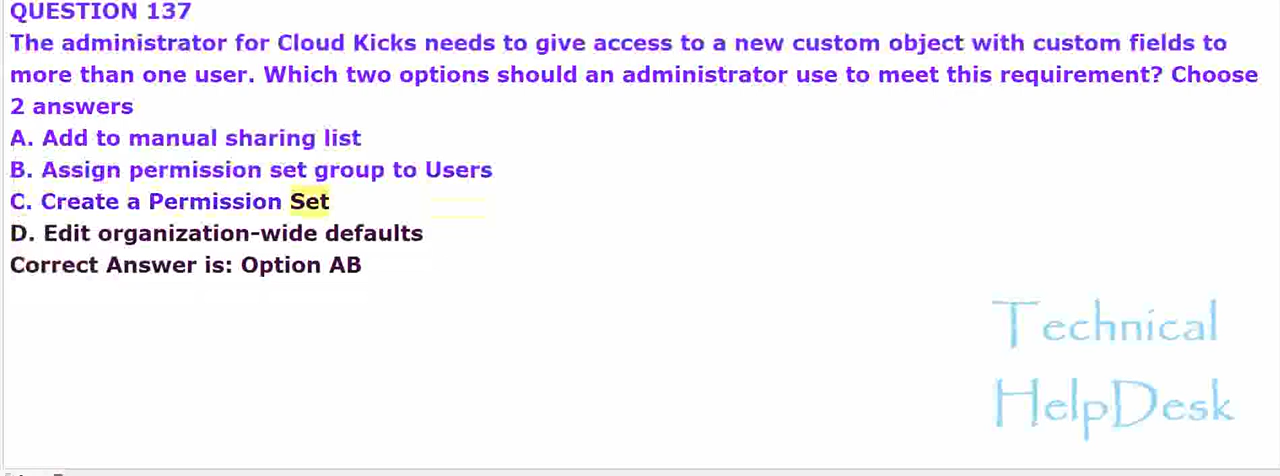 QUESTION 137
The administrator for Cloud Kicks needs to give access to a new custom object with custom fields to
more than one user. Which two options should an administrator use to meet this requirement? Choose
2 answers
A. Add to manual sharing list
B. Assign permission set group to Users
C. Create a Permission Set
D. Edit organization-wide defaults
Correct Answer is: Option AB
Technical
HelpDesk